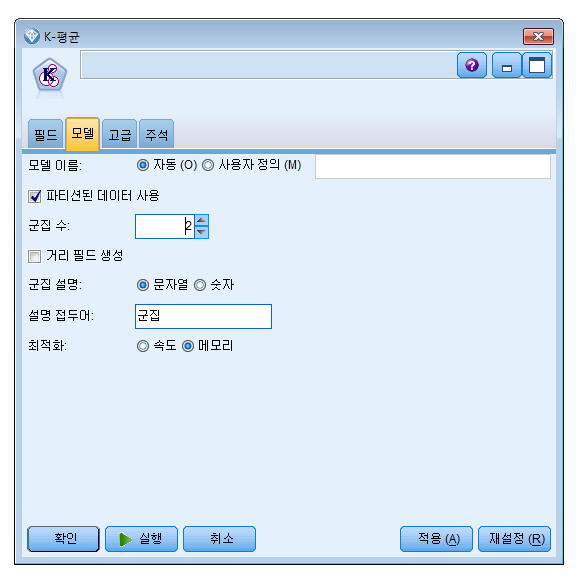 K-평균
필드 모델 고급 주석
모델 이름: 자동 (O) 사용자 정의 (M)
파티션된 데이터 사용
군집 수: 2
거리 필드 생성
군집 설명: 문자열 숫자
설명 접두어: 군집
최적화: 속도 메모리
확인 실행 취소 적용 (A) 재설정 (R)